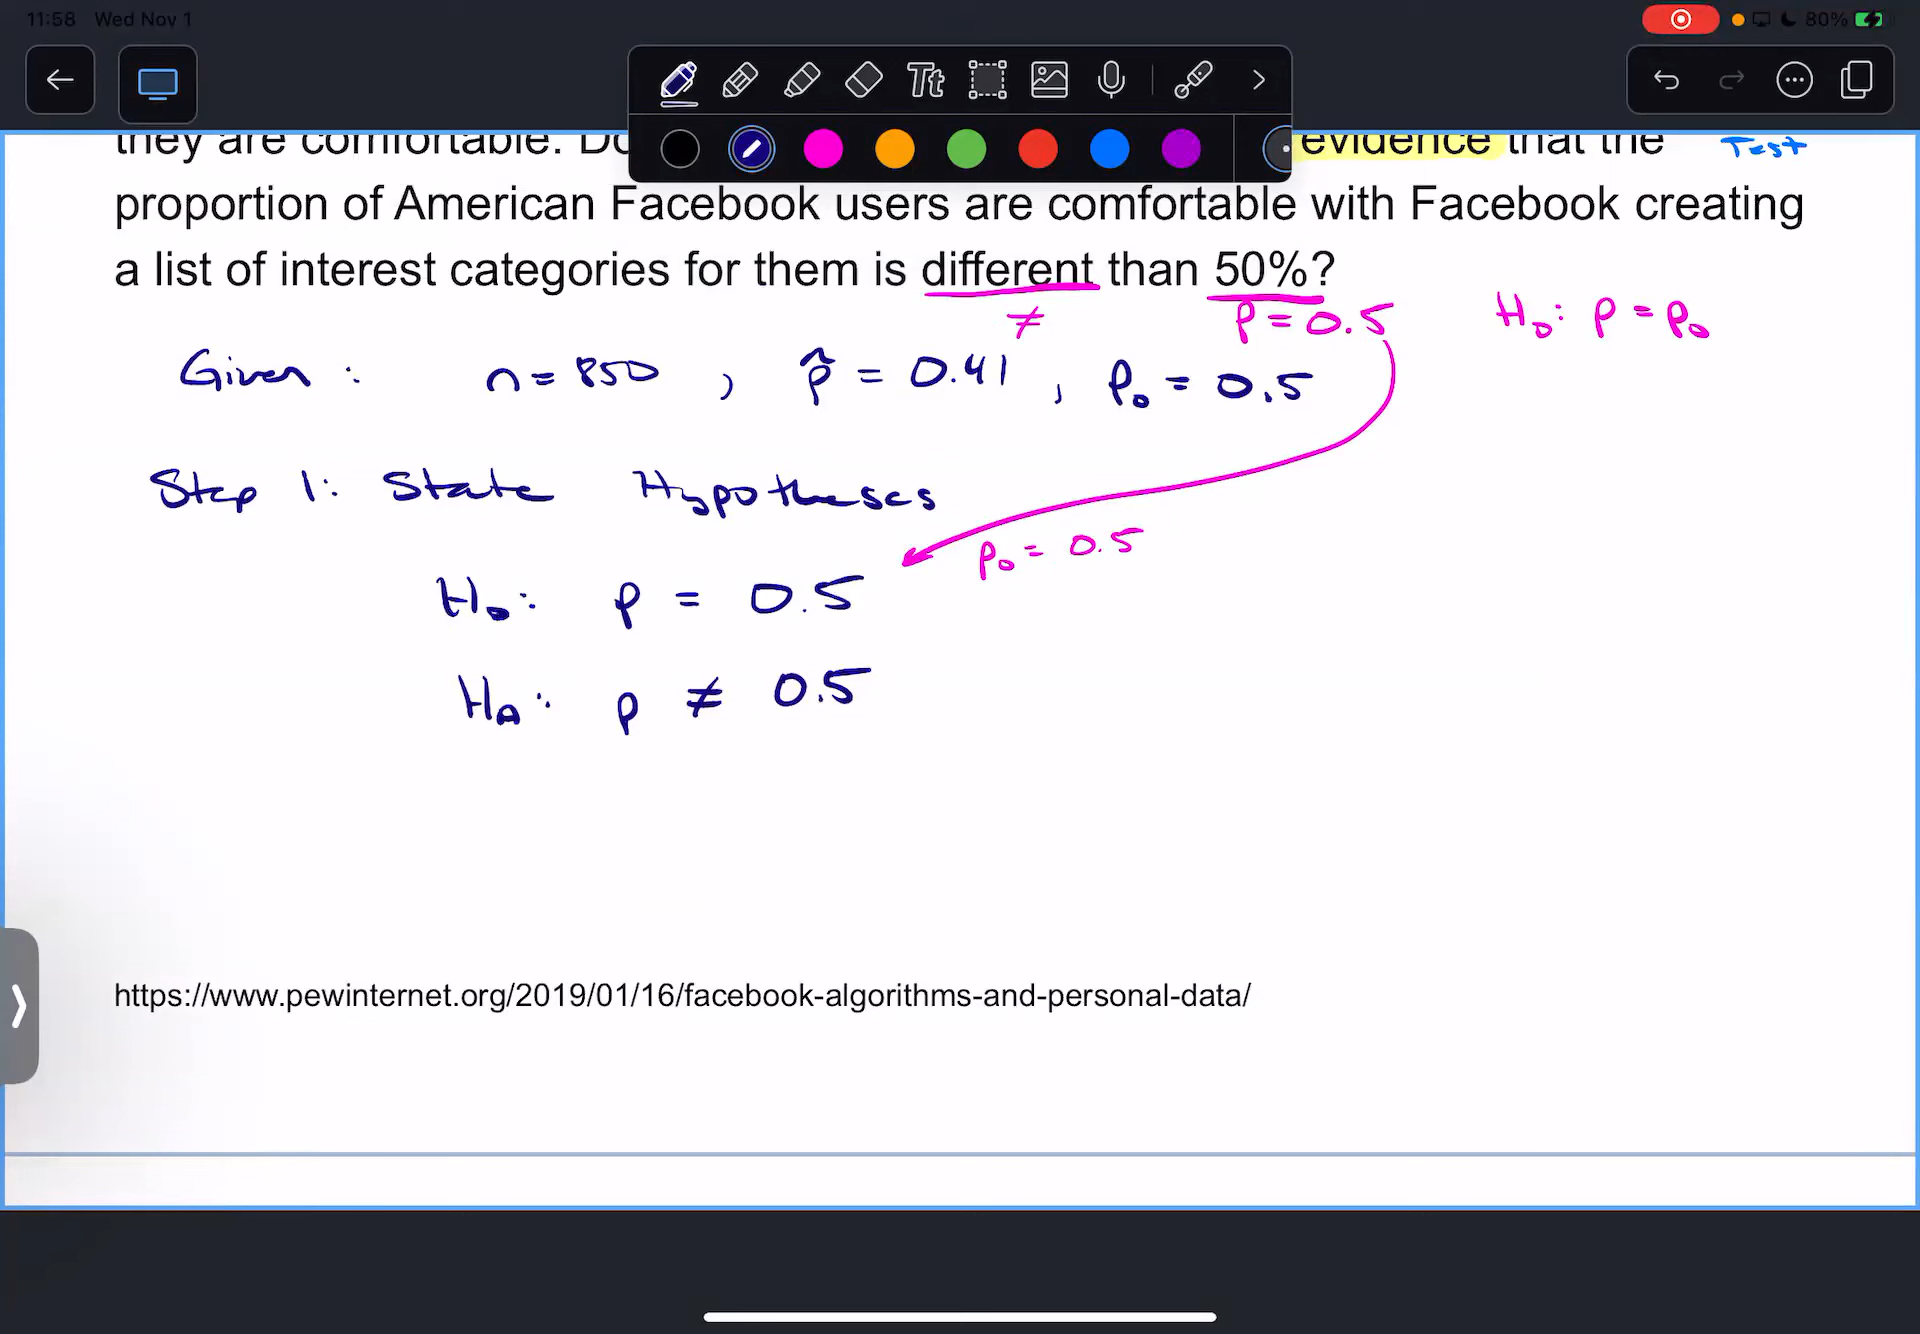 11:58 Wed Nov 1
80%
Tt
they are comfortable. Do evidence that the Test
proportion of American Facebook users are comfortable with Facebook creating
a list of interest categories for them is different than 50%?
≠ p = 0.5 H₀: p = p₀
Given: n = 850, p̂ = 0.41, p₀ = 0.5
Step 1: State Hypotheses
p₀ = 0.5
H₀: p = 0.5
HA: p ≠ 0.5
https://www.pewinternet.org/2019/01/16/facebook-algorithms-and-personal-data/